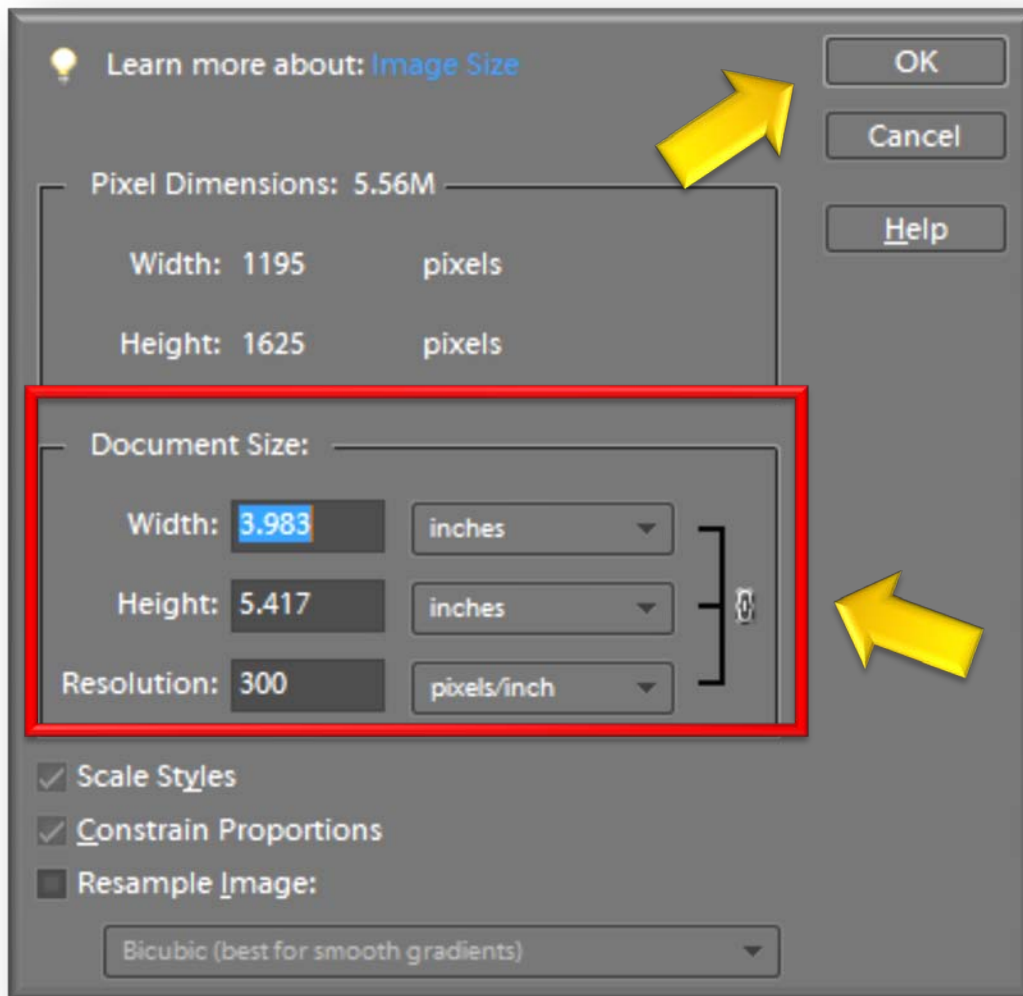 Learn more about: Image Size
OK
Cancel
Help
Pixel Dimensions: 5.56M
Width: 1195 pixels
Height: 1625 pixels
Document Size:
Width: 3.983 inches
Height: 5.417 inches
Resolution: 300 pixels/inch
Scale Styles
Constrain Proportions
Resample Image:
Bicubic (best for smooth gradients)